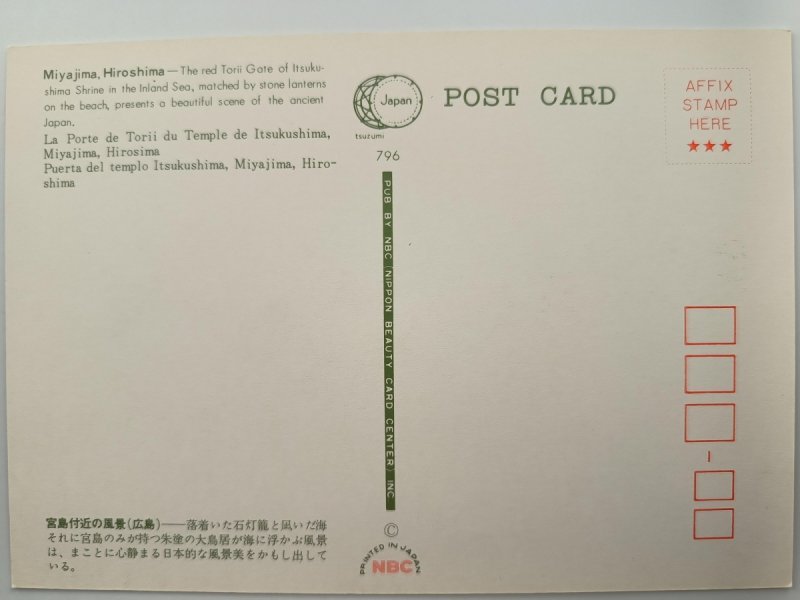 Miyajima, Hiroshima — The red Torii Gate of Itsuku-
shima Shrine in the Inland Sea, matched by stone lanterns
on the beach, presents a beautiful scene of the ancient
Japan.
La Porte de Torii du Temple de Itsukushima,
Miyajima, Hirosima
Puerta del templo Itsukushima, Miyajima, Hiro-
shima
Japan
tsuzumi
796
POST CARD
AFFIX
STAMP
HERE
★★★
PUB BY NBC (NIPPON BEAUTY CARD CENTER) INC
宮島付近の風景(広島)――落着いた石灯籠と凪いだ海
それに宮島のみが持つ朱塗の大鳥居が海に浮かぶ風景
は、まことに心静まる日本的な風景美をかもし出して
いる。
©
PRINTED IN JAPAN
NBC